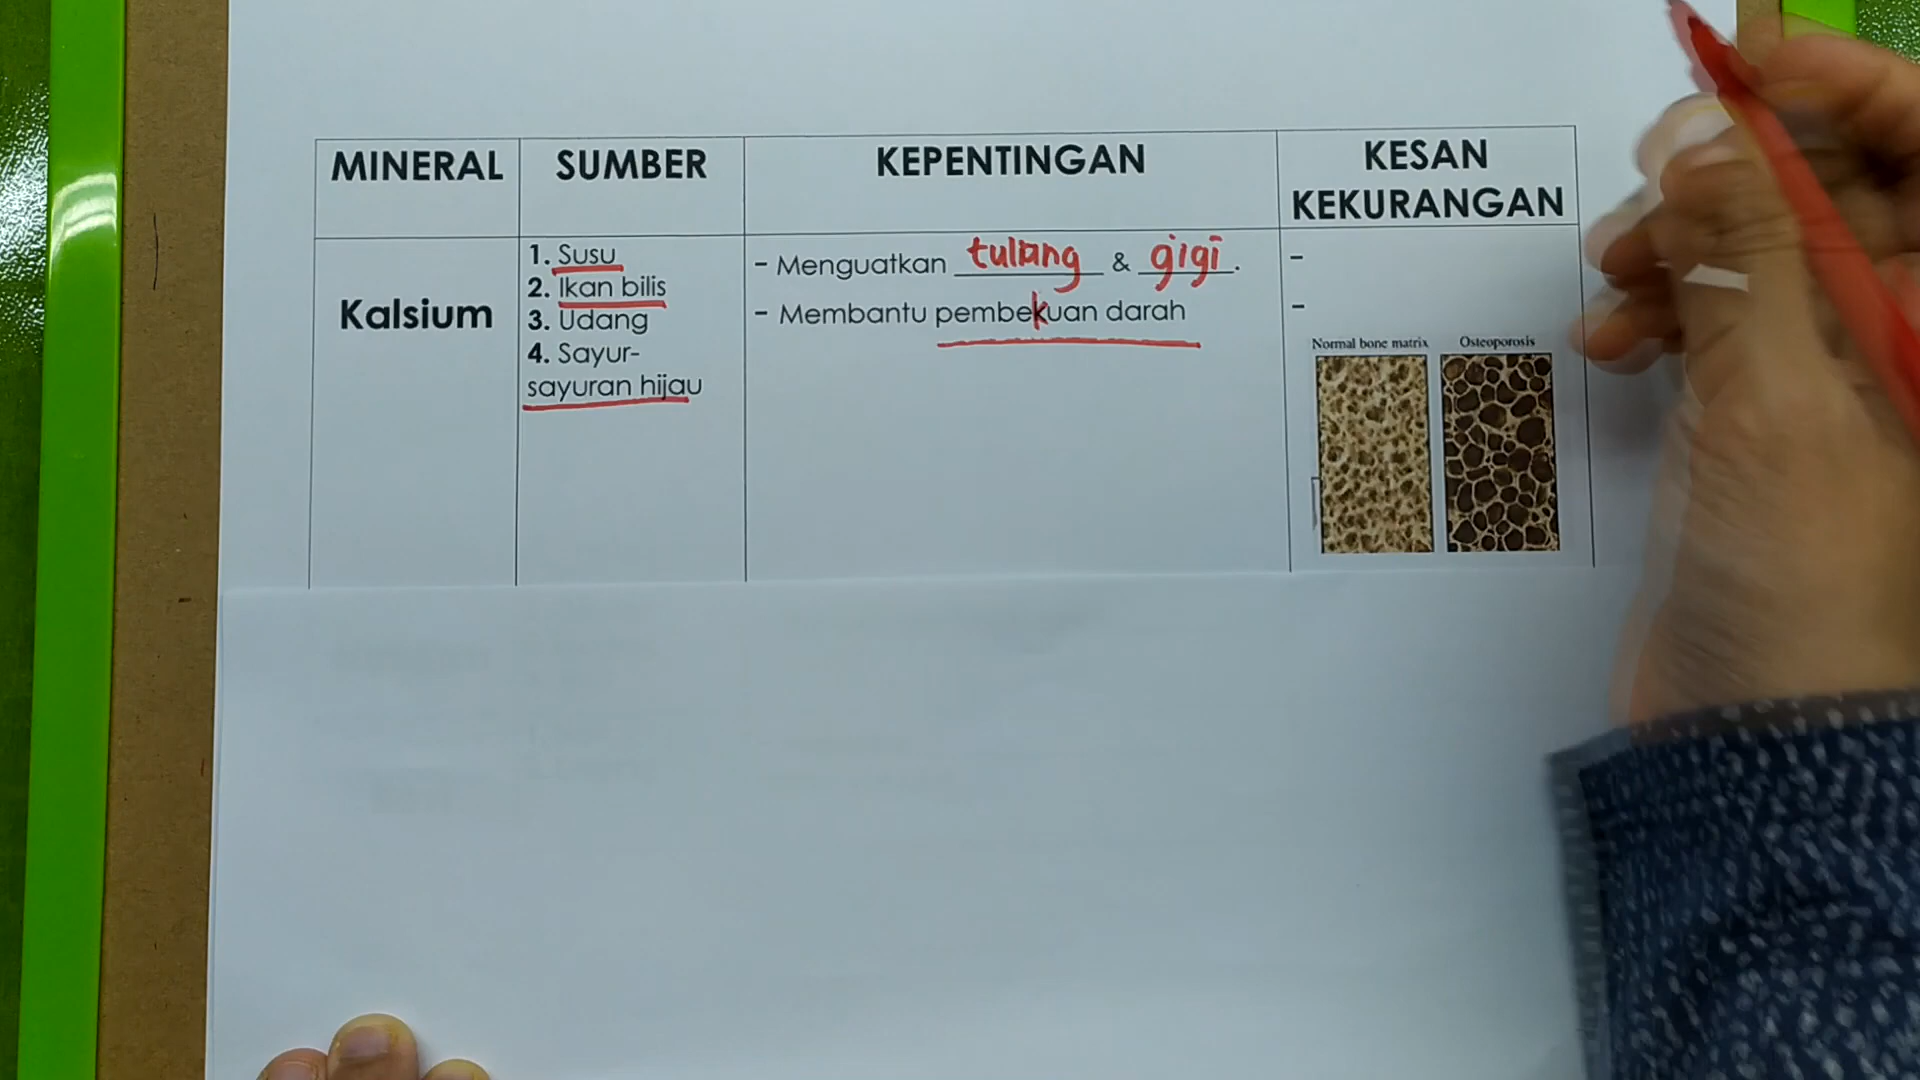 MINERAL SUMBER KEPENTINGAN KESAN KEKURANGAN
Kalsium
1. Susu
2. Ikan bilis
3. Udang
4. Sayur-
sayuran hijau
- Menguatkan tulang & gigi.
- Membantu pembekuan darah
-
-
Normal bone matrix Osteoporosis